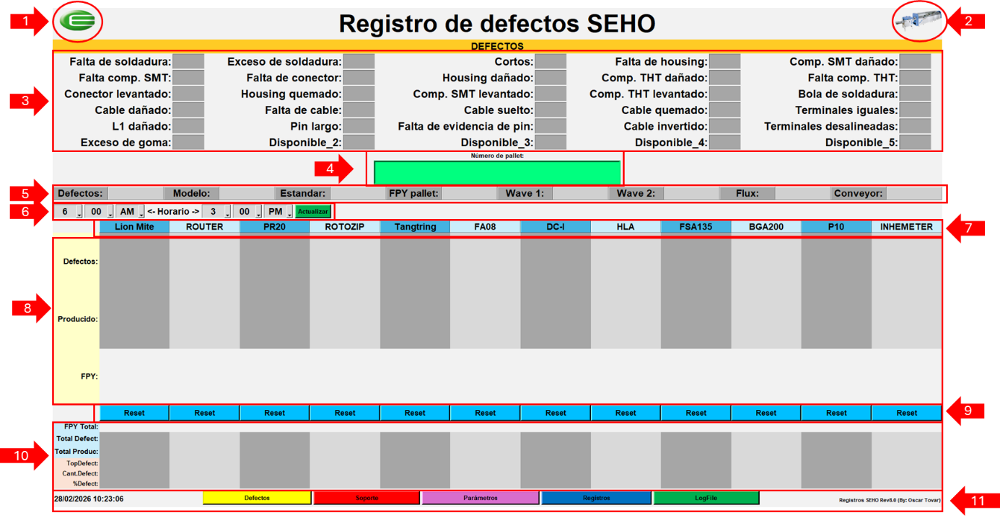 1 Registro de defectos SEHO 2
DEFECTOS
Falta de soldadura: Exceso de soldadura: Cortos: Falta de housing: Comp. SMT dañado:
Falta comp. SMT: Falta de conector: Housing dañado: Comp. THT dañado: Falta comp. THT:
3 Conector levantado: Housing quemado: Comp. SMT levantado: Comp. THT levantado: Bola de soldadura:
Cable dañado: Falta de cable: Cable suelto: Cable quemado: Terminales iguales:
L1 dañado: Pin largo: Falta de evidencia de pin: Cable invertido: Terminales desalineadas:
Exceso de goma: Disponible_2: Disponible_3: Disponible_4: Disponible_5:
Número de pallet:
4
5 Defectos: Modelo: Estandar: FPY pallet: Wave 1: Wave 2: Flux: Conveyor:
6 6 00 AM <- Horario -> 3 00 PM Actualizar
Lion Mite ROUTER PR20 ROTOZIP Tangtring FA08 DC-I HLA FSA135 BGA200 P10 INHEMETER 7
Defectos:
8
Producido:
FPY:
Reset Reset Reset Reset Reset Reset Reset Reset Reset Reset Reset Reset 9
FPY Total:
Total Defect:
10 Total Produc:
TopDefect:
Cant.Defect:
%Defect:
28/02/2026 10:23:06 Defectos Soporte Parámetros Registros LogFile Registros SEHO Rev8.0 (By: Oscar Tovar) 11